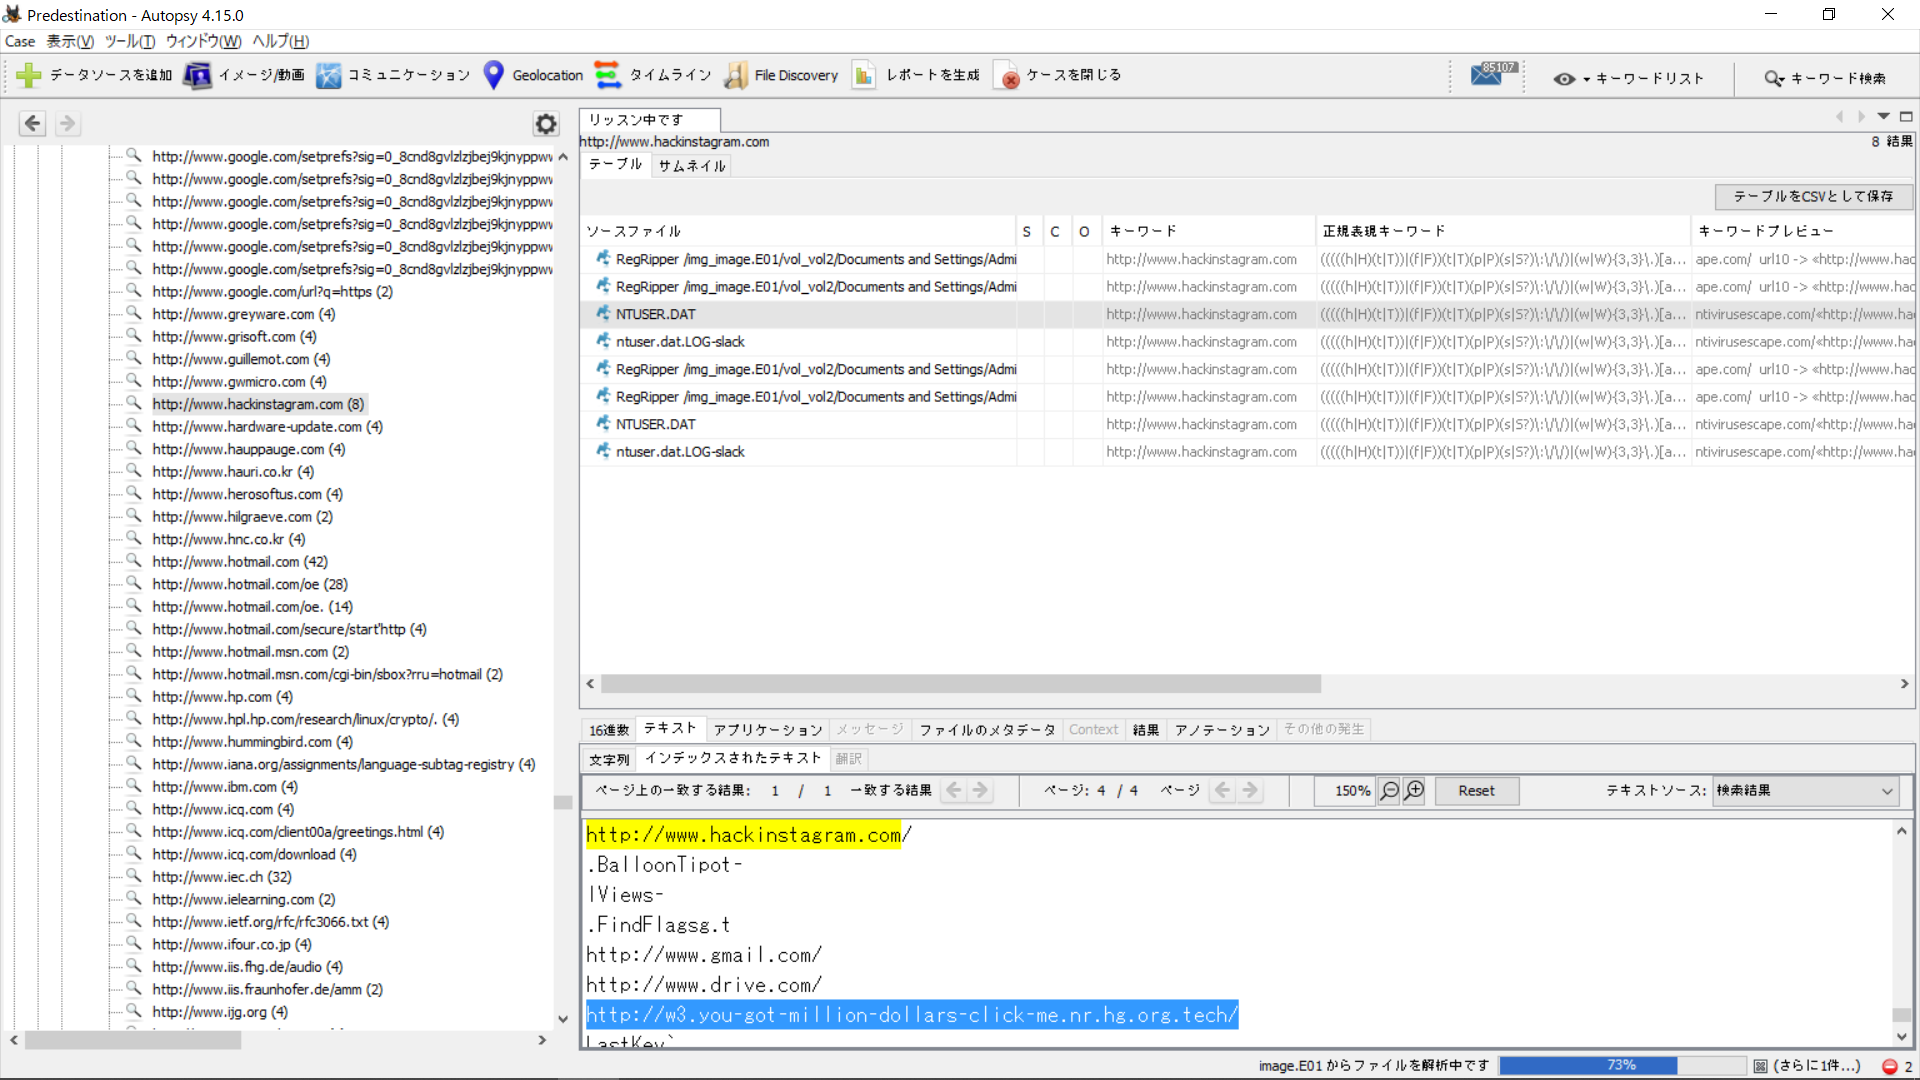 Predestination - Autopsy 4.15.0
Case 表示(V) ツール(T) ウィンドウ(W) ヘルプ(H)
データソースを追加 イメージ/動画 コミュニケーション Geolocation タイムライン File Discovery レポートを生成 ケースを閉じる 85107 キーワードリスト キーワード検索
http://www.google.com/setprefs?sig=0_8cnd8gvlzlzjbej9kjnyppww
http://www.google.com/setprefs?sig=0_8cnd8gvlzlzjbej9kjnyppww
http://www.google.com/setprefs?sig=0_8cnd8gvlzlzjbej9kjnyppww
http://www.google.com/setprefs?sig=0_8cnd8gvlzlzjbej9kjnyppww
http://www.google.com/setprefs?sig=0_8cnd8gvlzlzjbej9kjnyppww
http://www.google.com/setprefs?sig=0_8cnd8gvlzlzjbej9kjnyppww
http://www.google.com/url?q=https (2)
http://www.greyware.com (4)
http://www.grisoft.com (4)
http://www.guillemot.com (4)
http://www.gwmicro.com (4)
http://www.hackinstagram.com (8)
http://www.hardware-update.com (4)
http://www.hauppauge.com (4)
http://www.hauri.co.kr (4)
http://www.herosoftus.com (4)
http://www.hilgraeve.com (2)
http://www.hnc.co.kr (4)
http://www.hotmail.com (42)
http://www.hotmail.com/oe (28)
http://www.hotmail.com/oe. (14)
http://www.hotmail.com/secure/start'http (4)
http://www.hotmail.msn.com (2)
http://www.hotmail.msn.com/cgi-bin/sbox?rru=hotmail (2)
http://www.hp.com (4)
http://www.hpl.hp.com/research/linux/crypto/. (4)
http://www.hummingbird.com (4)
http://www.iana.org/assignments/language-subtag-registry (4)
http://www.ibm.com (4)
http://www.icq.com (4)
http://www.icq.com/client00a/greetings.html (4)
http://www.icq.com/download (4)
http://www.iec.ch (32)
http://www.ielearning.com (2)
http://www.ietf.org/rfc/rfc3066.txt (4)
http://www.ifour.co.jp (4)
http://www.iis.fhg.de/audio (4)
http://www.iis.fraunhofer.de/amm (2)
http://www.ijg.org (4)
リッスン中です
http://www.hackinstagram.com 8 結果
テーブル サムネイル
テーブルをCSVとして保存
ソースファイル S C O キーワード 正規表現キーワード キーワードプレビュー
RegRipper /img_image.E01/vol_vol2/Documents and Settings/Admi http://www.hackinstagram.com (((((h|H)(t|T))|(f|F))(t|T)(p|P)(s|S?)\:\/\/)|(w|W){3,3}\.)[a... ape.com/ url10 -> «http://www.hac
RegRipper /img_image.E01/vol_vol2/Documents and Settings/Admi http://www.hackinstagram.com (((((h|H)(t|T))|(f|F))(t|T)(p|P)(s|S?)\:\/\/)|(w|W){3,3}\.)[a... ape.com/ url10 -> «http://www.hac
NTUSER.DAT http://www.hackinstagram.com (((((h|H)(t|T))|(f|F))(t|T)(p|P)(s|S?)\:\/\/)|(w|W){3,3}\.)[a... ntivirusescape.com/«http://www.ha
ntuser.dat.LOG-slack http://www.hackinstagram.com (((((h|H)(t|T))|(f|F))(t|T)(p|P)(s|S?)\:\/\/)|(w|W){3,3}\.)[a... ntivirusescape.com/«http://www.ha
RegRipper /img_image.E01/vol_vol2/Documents and Settings/Admi http://www.hackinstagram.com (((((h|H)(t|T))|(f|F))(t|T)(p|P)(s|S?)\:\/\/)|(w|W){3,3}\.)[a... ape.com/ url10 -> «http://www.hac
RegRipper /img_image.E01/vol_vol2/Documents and Settings/Admi http://www.hackinstagram.com (((((h|H)(t|T))|(f|F))(t|T)(p|P)(s|S?)\:\/\/)|(w|W){3,3}\.)[a... ape.com/ url10 -> «http://www.hac
NTUSER.DAT http://www.hackinstagram.com (((((h|H)(t|T))|(f|F))(t|T)(p|P)(s|S?)\:\/\/)|(w|W){3,3}\.)[a... ntivirusescape.com/«http://www.ha
ntuser.dat.LOG-slack http://www.hackinstagram.com (((((h|H)(t|T))|(f|F))(t|T)(p|P)(s|S?)\:\/\/)|(w|W){3,3}\.)[a... ntivirusescape.com/«http://www.ha
16進数 テキスト アプリケーション メッセージ ファイルのメタデータ Context 結果 アノテーション その他の発生
文字列 インデックスされたテキスト 翻訳
ページ上の一致する結果: 1 / 1 一致する結果 ページ: 4 / 4 ページ 150% Reset テキストソース: 検索結果
http://www.hackinstagram.com/
.BalloonTipot-
lViews-
.FindFlagsg.t
http://www.gmail.com/
http://www.drive.com/
http://w3.you-got-million-dollars-click-me.nr.hg.org.tech/
LastKey`
image.E01 からファイルを解析中です 73% (さらに1件...) 2